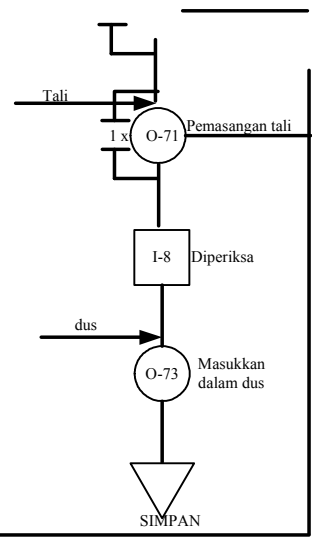 Tali
1 x
O-71
Pemasangan tali
I-8
Diperiksa
dus
O-73
Masukkan
dalam dus
SIMPAN